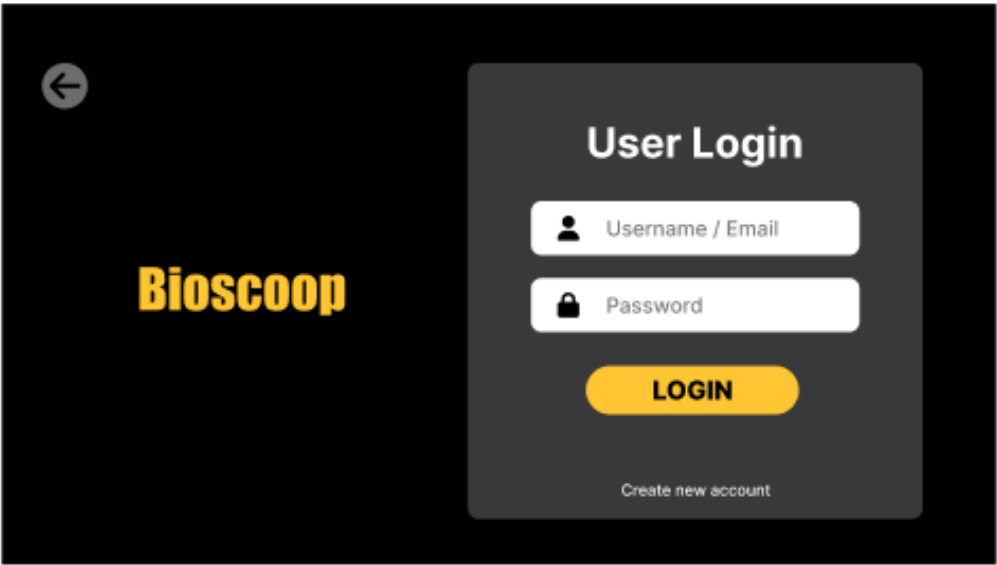 Bioscoop
User Login
Username / Email
Password
LOGIN
Create new account